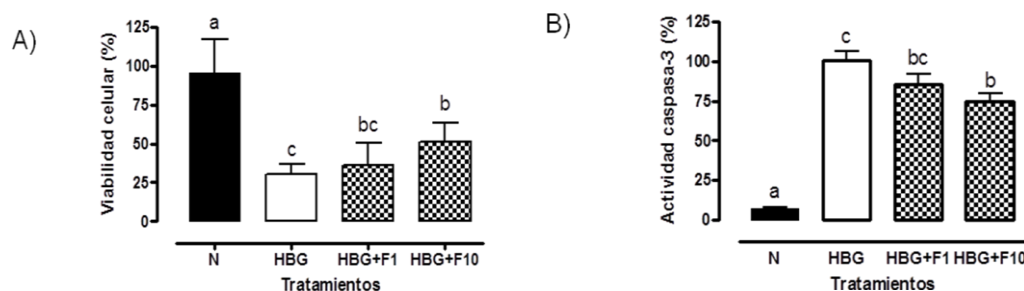 A)
Viabilidad celular (%)
125
100
75
50
25
0
a
c
bc
b
N HBG HBG+F1 HBG+F10
Tratamientos
B)
Actividad caspasa-3 (%)
125
100
75
50
25
0
a
c
bc
b
N HBG HBG+F1 HBG+F10
Tratamientos